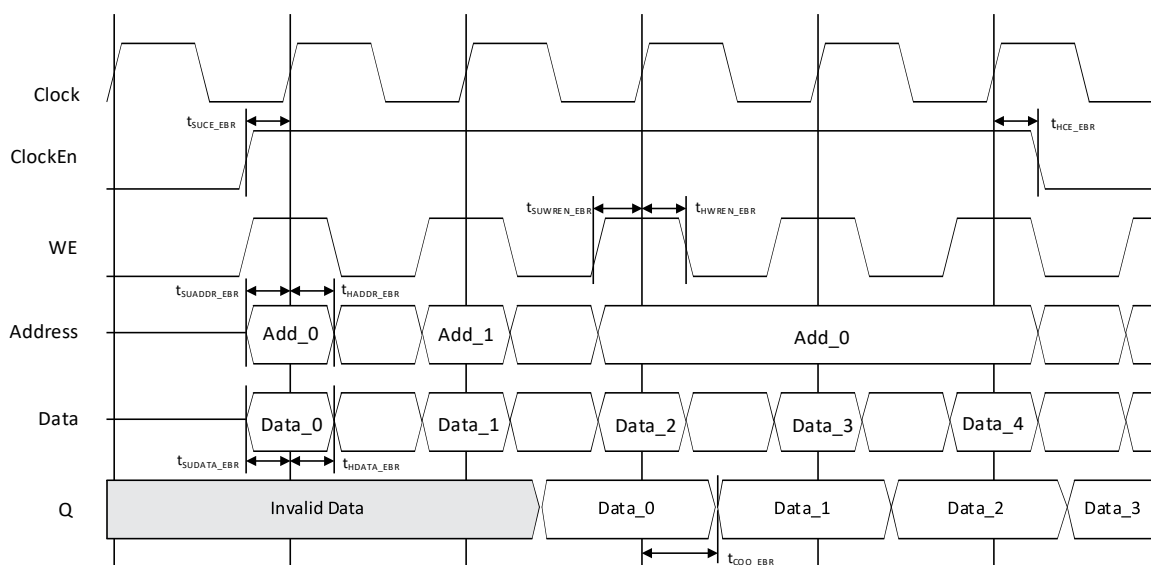 Clock
tSUCE_EBR
tHCE_EBR
ClockEn
tSUWREN_EBR
tHWREN_EBR
WE
tSUADDR_EBR
tHADDR_EBR
Address
Add_0
Add_1
Add_0
Data
Data_0
Data_1
Data_2
Data_3
Data_4
tSUDATA_EBR
tHDATA_EBR
Q
Invalid Data
Data_0
Data_1
Data_2
Data_3
tCOO_EBR